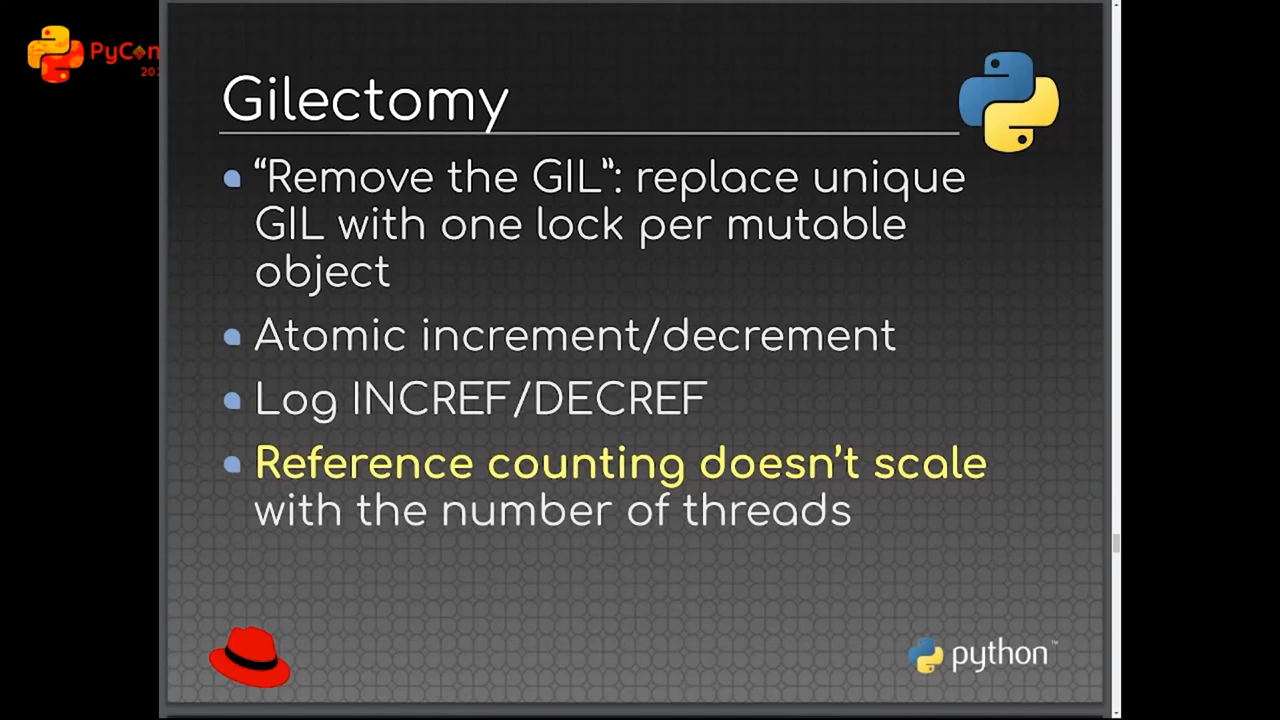 PyCon
Gilectomy
“Remove the GIL”: replace unique
GIL with one lock per mutable
object
Atomic increment/decrement
Log INCREF/DECREF
Reference counting doesn’t scale
with the number of threads
python™